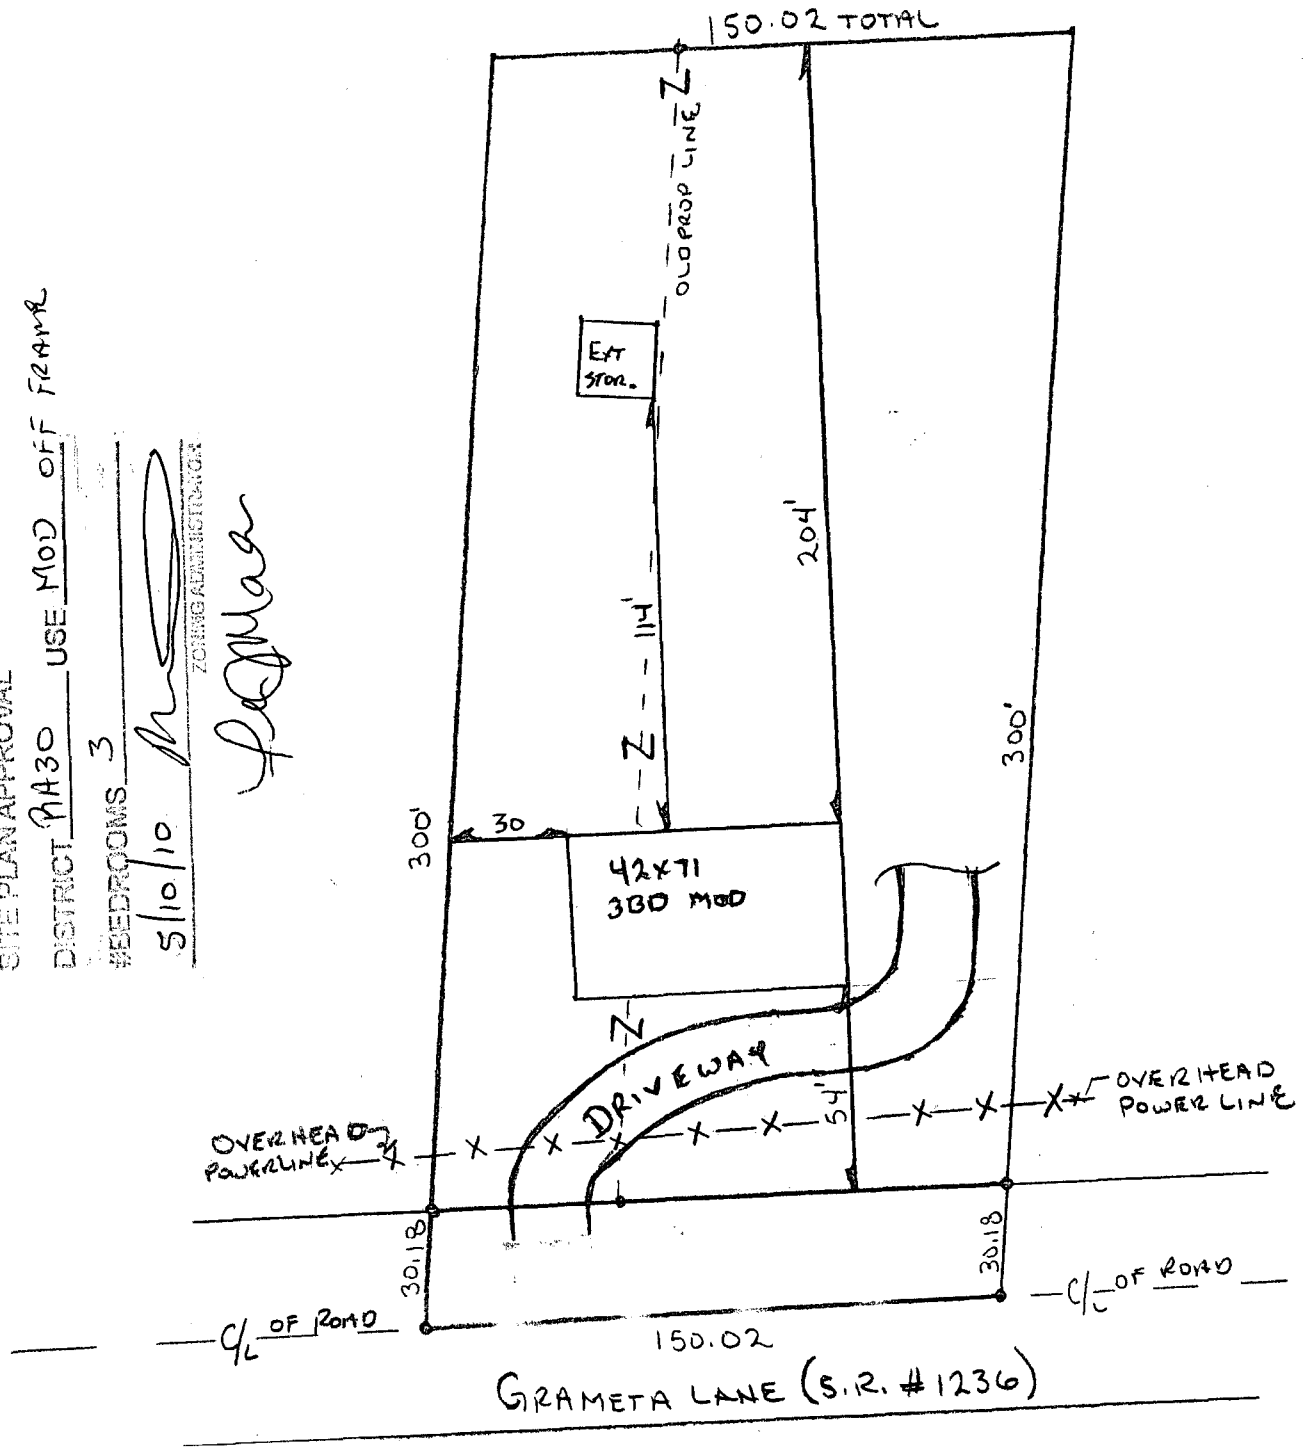 150.02 TOTAL
Z
OLD PROP LINE
EXT
STOR.
204'
114'
Z
300'
300'
30
42x71
3BD MOD
Z
DRIVEWAY
54'
OVERHEAD
POWER LINE
OVERHEAD
POWERLINE
30.18
30.18
C/L OF ROAD
C/L OF ROAD
150.02
GRAMETA LANE (S.R. #1236)
SITE PLAN APPROVAL
DISTRICT RA30 USE MOD OFF FRAME
#BEDROOMS 3
5/10/10
ZONING ADMINISTRATOR